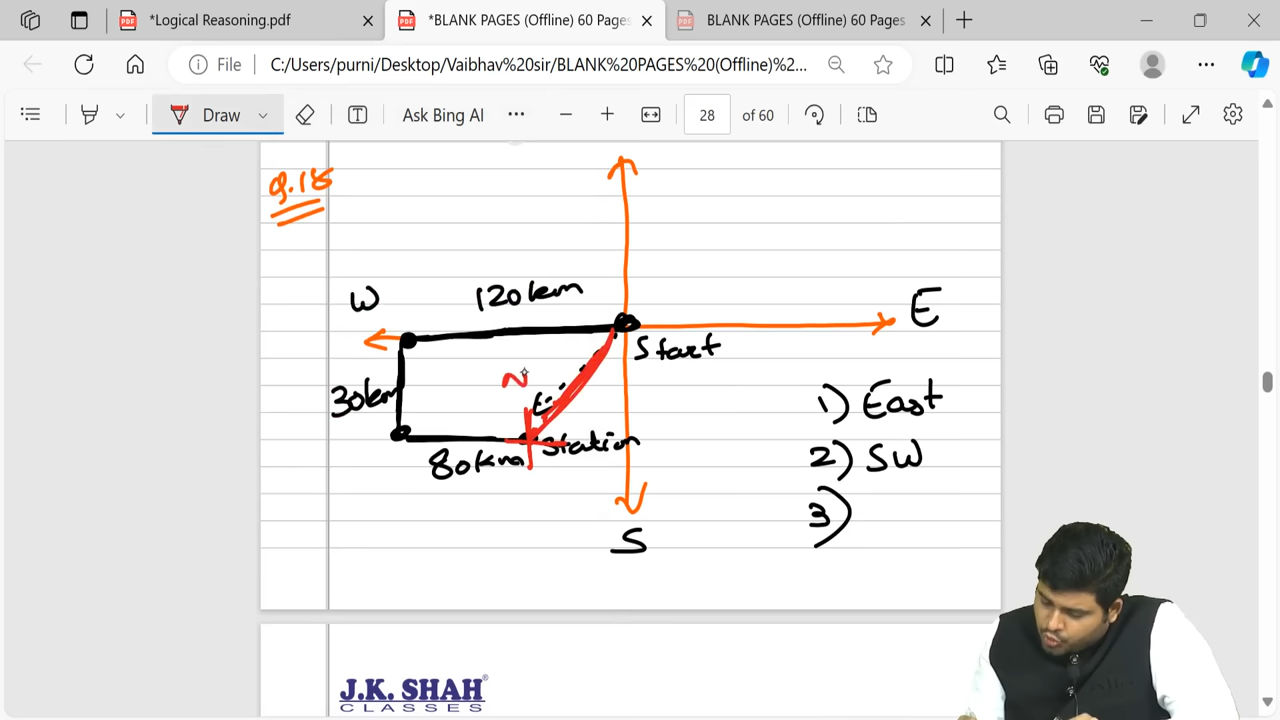 *Logical Reasoning.pdf
*BLANK PAGES (Offline) 60 Pages
BLANK PAGES (Offline) 60 Pages
File
C:/Users/purni/Desktop/Vaibhav%20sir/BLANK%20PAGES%20(Offline)%2...
Draw
Ask Bing AI
28 of 60
Q.18
W
120km
E
Start
30km
N
E
Station
80km
S
1) East
2) SW
3)
J.K. SHAH®
CLASSES